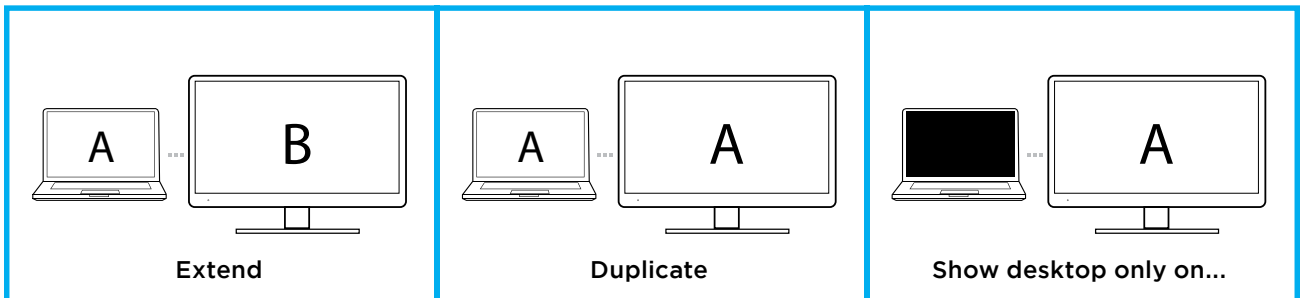 A B
Extend
A A
Duplicate
A
Show desktop only on...